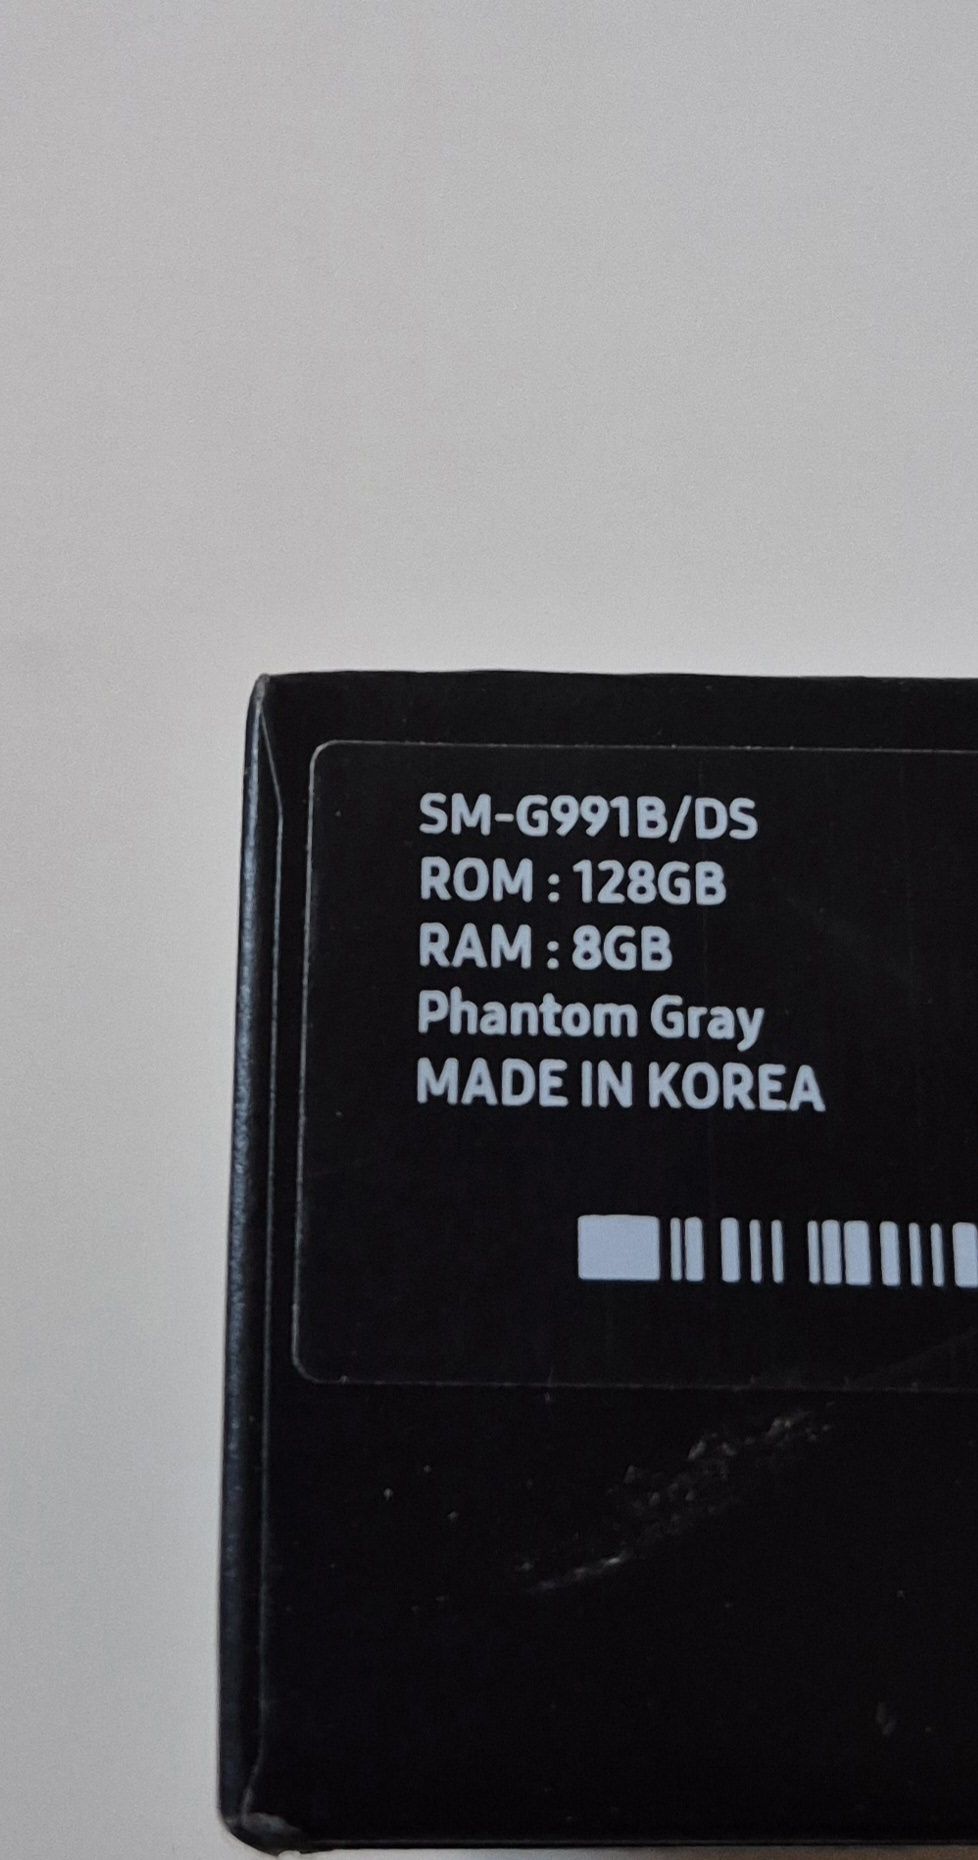 SM-G991B/DS
ROM : 128GB
RAM : 8GB
Phantom Gray
MADE IN KOREA